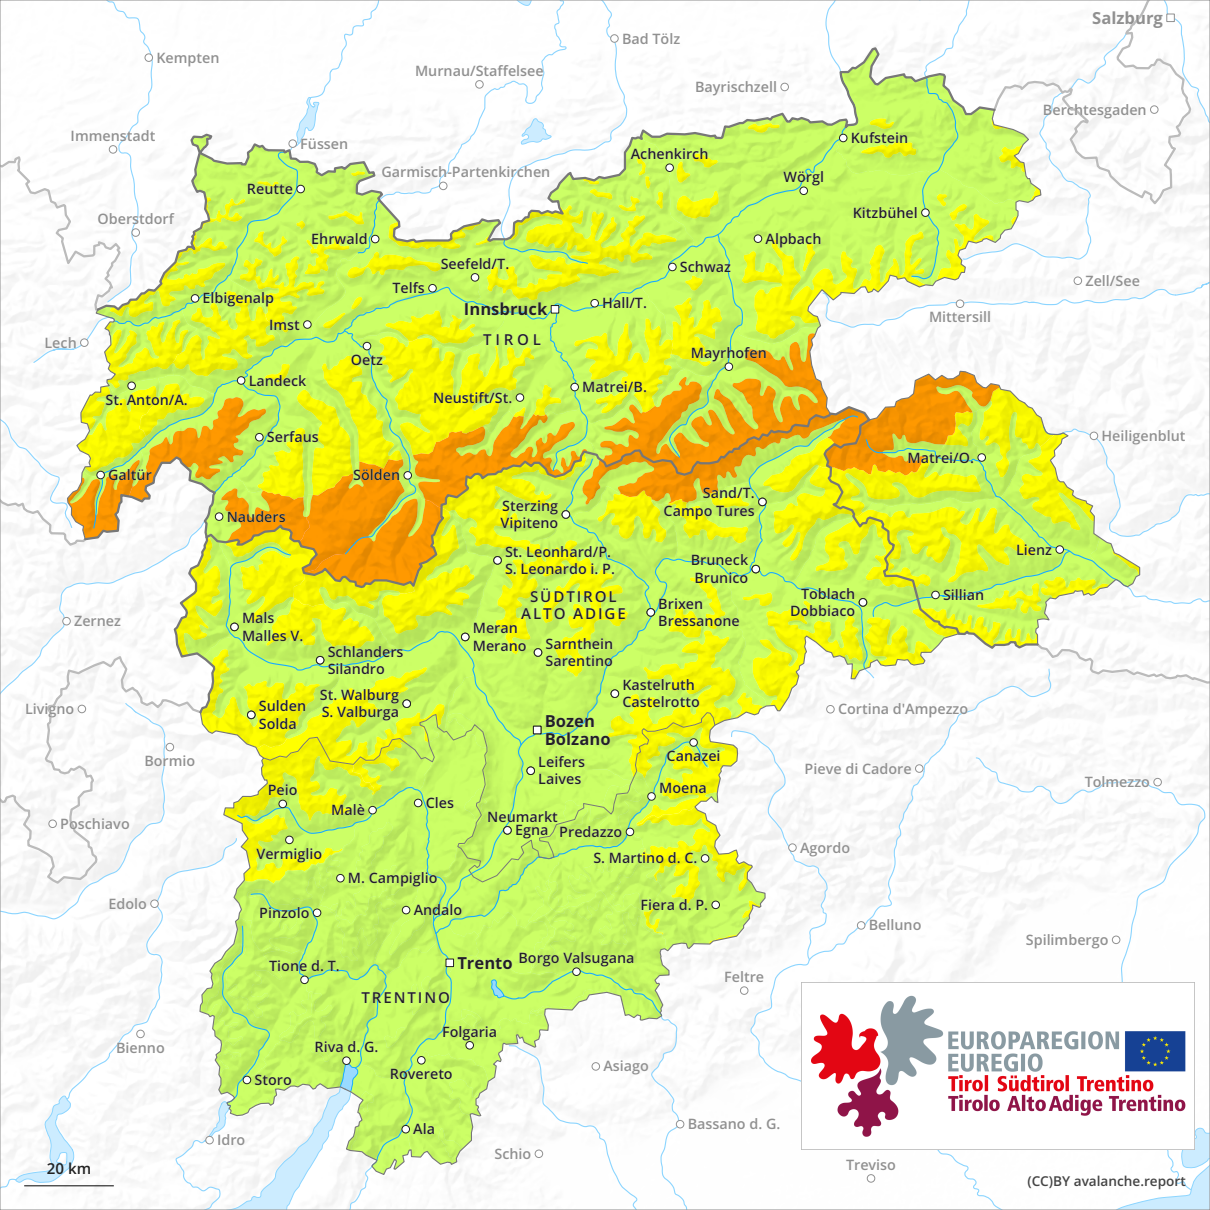 Salzburg
Bad Tölz
Kempten
Murnau/Staffelsee
Bayrischzell
Berchtesgaden
Immenstadt
Füssen
Kufstein
Achenkirch
Garmisch-Partenkirchen
Wörgl
Reutte
Kitzbühel
Oberstdorf
Ehrwald
Alpbach
Seefeld/T.
Schwaz
Zell/See
Telfs
Elbigenalp
Hall/T.
Innsbruck
Mittersill
Imst
TIROL
Lech
Oetz
Mayrhofen
Landeck
Matrei/B.
St. Anton/A.
Neustift/St.
Serfaus
Heiligenblut
Matrei/O.
Galtür
Sölden
Sand/T.
Campo Tures
Sterzing
Vipiteno
Nauders
Lienz
St. Leonhard/P.
S. Leonardo i. P.
Bruneck
Brunico
SÜDTIROL
ALTO ADIGE
Toblach
Dobbiaco
Sillian
Brixen
Bressanone
Zernez
Mals
Malles V.
Meran
Merano
Sarnthein
Sarentino
Schlanders
Silandro
Kastelruth
Castelrotto
St. Walburg
S. Valburga
Livigno
Sulden
Solda
Cortina d'Ampezzo
Bozen
Bolzano
Bormio
Canazei
Leifers
Laives
Pieve di Cadore
Tolmezzo
Peio
Moena
Malè
Cles
Neumarkt
Egna
Predazzo
Poschiavo
Vermiglio
S. Martino d. C.
Agordo
M. Campiglio
Edolo
Pinzolo
Andalo
Fiera d. P.
Belluno
Spilimbergo
Tione d. T.
Trento
Borgo Valsugana
Feltre
TRENTINO
Folgaria
Bienno
Riva d. G.
Rovereto
Storo
Asiago
EUROPAREGION
EUREGIO
Tirol Südtirol Trentino
Tirolo Alto Adige Trentino
Ala
Bassano d. G.
Idro
Schio
20 km
Treviso
(CC)BY avalanche.report